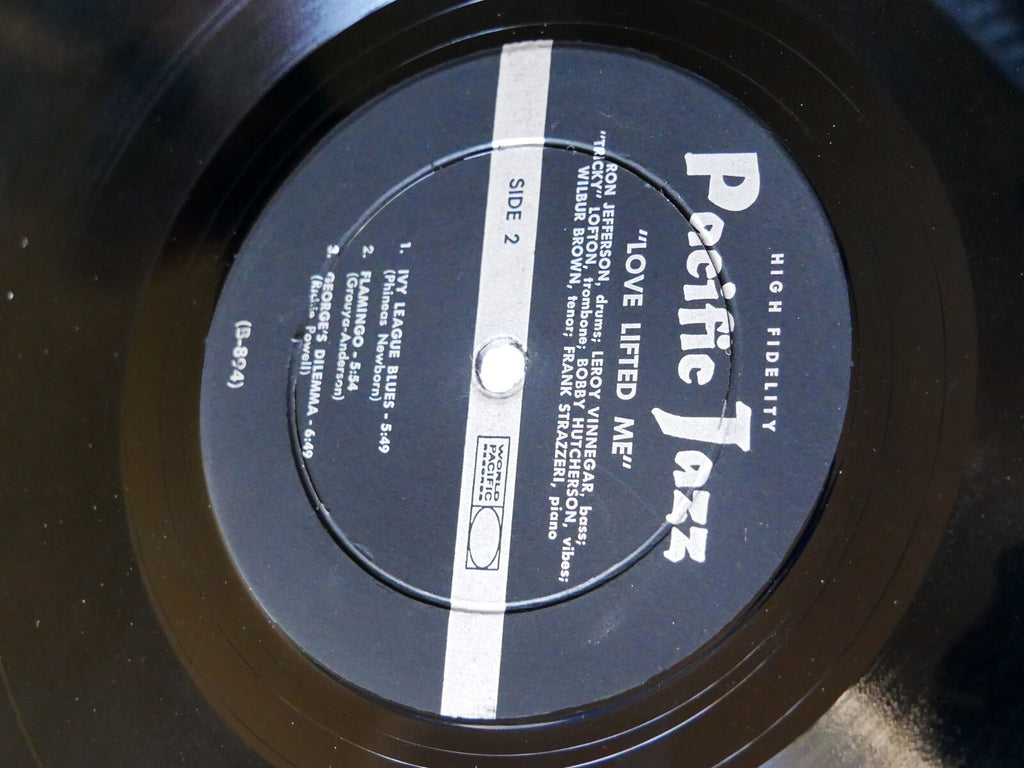 HIGH FIDELITY
Pacific Jazz
"LOVE LIFTED ME"
RON JEFFERSON, drums; LEROY VINNEGAR, bass;
"TRICKY" LOFTON, trombone; BOBBY HUTCHERSON, vibes;
WILBUR BROWN, tenor; FRANK STRAZZERI, piano
SIDE 2
WORLD
PACIFIC
1. IVY LEAGUE BLUES - 5:49
(Phineas Newborn)
2. FLAMINGO - 5:54
(Grouya-Anderson)
3. GEORGE'S DILEMMA - 6:49
(Richie Powell)
(B-894)